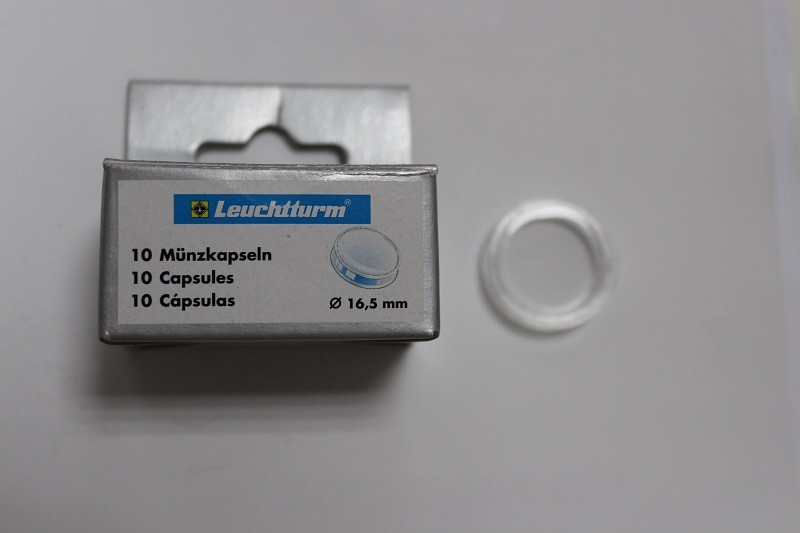 Leuchtturm®
10 Münzkapseln
10 Capsules
10 Cápsulas
Ø 16,5 mm